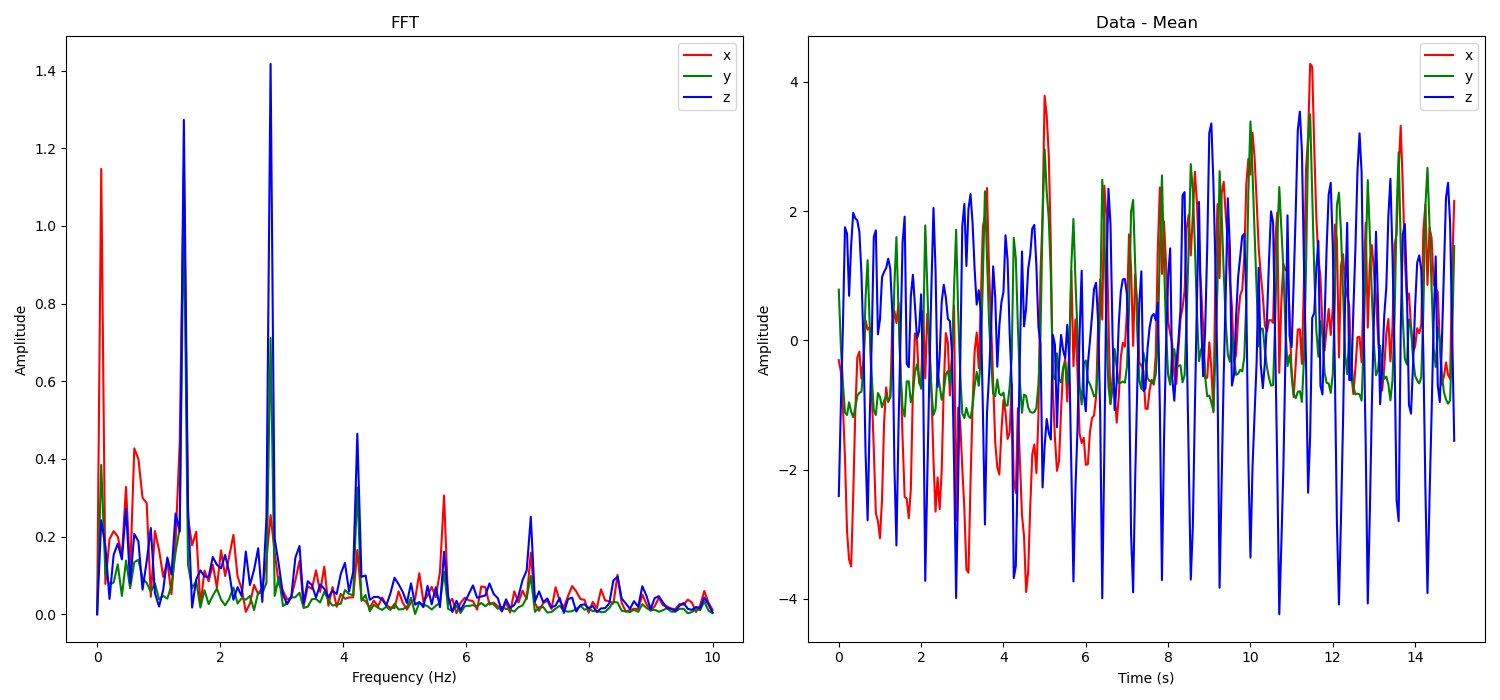 FFT
x
y
z
1.4
1.2
1.0
0.8
0.6
0.4
0.2
0.0
Amplitude
0 2 4 6 8 10
Frequency (Hz)
Data - Mean
x
y
z
4
2
0
−2
−4
Amplitude
0 2 4 6 8 10 12 14
Time (s)